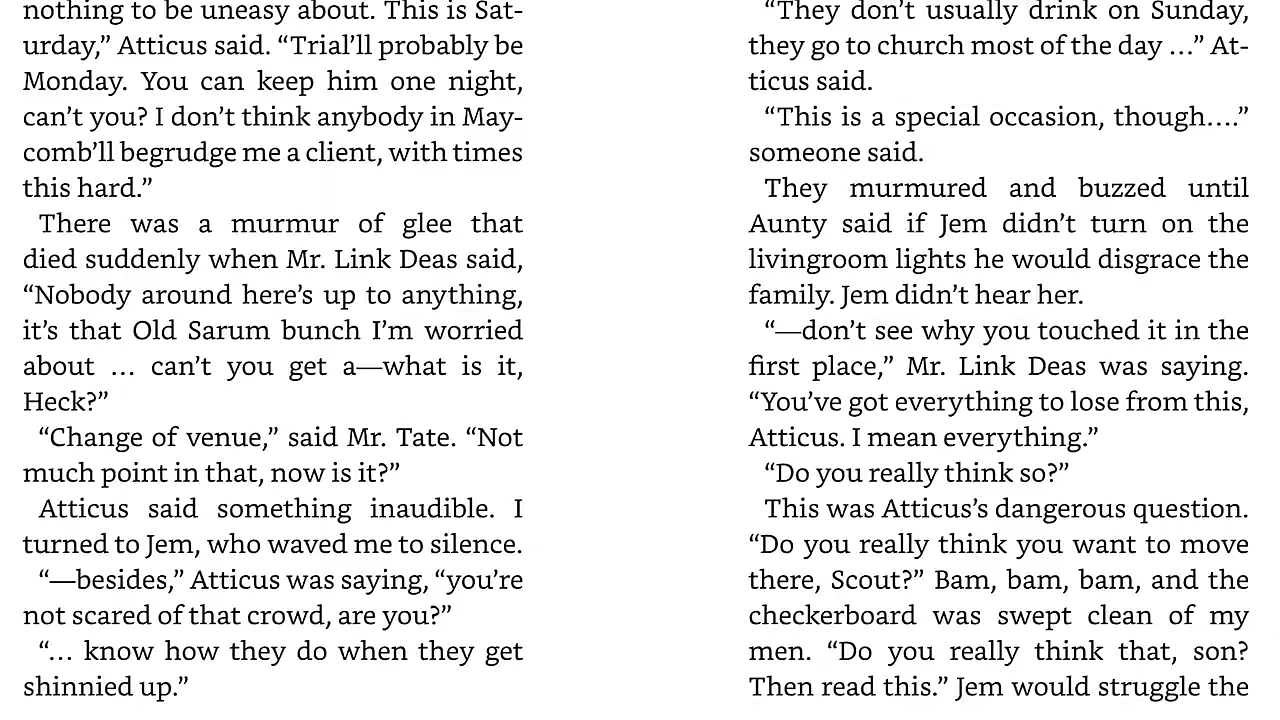 nothing to be uneasy about. This is Sat-
urday,” Atticus said. “Trial’ll probably be
Monday. You can keep him one night,
can’t you? I don’t think anybody in May-
comb’ll begrudge me a client, with times
this hard.”
There was a murmur of glee that
died suddenly when Mr. Link Deas said,
“Nobody around here’s up to anything,
it’s that Old Sarum bunch I’m worried
about … can’t you get a—what is it,
Heck?”
“Change of venue,” said Mr. Tate. “Not
much point in that, now is it?”
Atticus said something inaudible. I
turned to Jem, who waved me to silence.
“—besides,” Atticus was saying, “you’re
not scared of that crowd, are you?”
“… know how they do when they get
shinnied up.”
“They don’t usually drink on Sunday,
they go to church most of the day …” At-
ticus said.
“This is a special occasion, though….”
someone said.
They murmured and buzzed until
Aunty said if Jem didn’t turn on the
livingroom lights he would disgrace the
family. Jem didn’t hear her.
“—don’t see why you touched it in the
first place,” Mr. Link Deas was saying.
“You’ve got everything to lose from this,
Atticus. I mean everything.”
“Do you really think so?”
This was Atticus’s dangerous question.
“Do you really think you want to move
there, Scout?” Bam, bam, bam, and the
checkerboard was swept clean of my
men. “Do you really think that, son?
Then read this.” Jem would struggle the